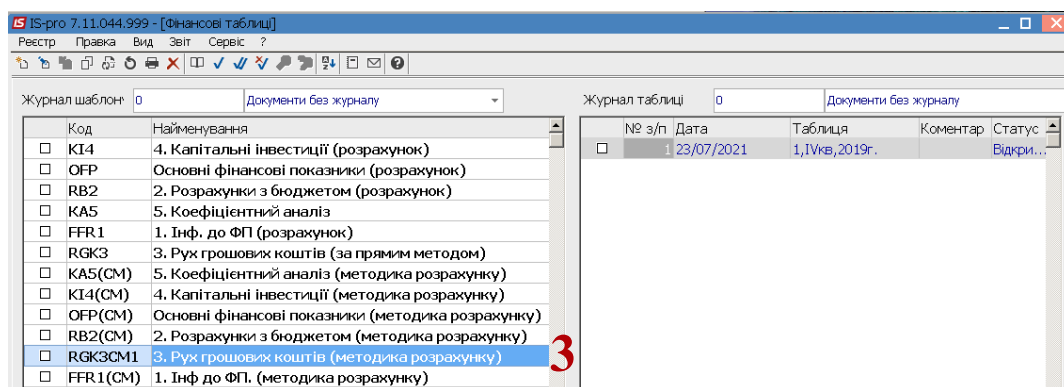 IS-pro 7.11.044.999 - [Фінансові таблиці]
Реєстр Правка Вид Звіт Сервіс ?
Журнал шаблон 0 Документи без журналу Журнал таблиці 0 Документи без журналу
Код Найменування № з/п Дата Таблиця Коментар Статус
KI4 4. Капітальні інвестиції (розрахунок) 1 23/07/2021 1,IVкв,2019г. Відкри...
OFP Основні фінансові показники (розрахунок)
RB2 2. Розрахунки з бюджетом (розрахунок)
KA5 5. Коефіцієнтний аналіз
FFR1 1. Інф. до ФП (розрахунок)
RGK3 3. Рух грошових коштів (за прямим методом)
KA5(CM) 5. Коефіцієнтний аналіз (методика розрахунку)
KI4(CM) 4. Капітальні інвестиції (методика розрахунку)
OFP(CM) Основні фінансові показники (методика розрахунку)
RB2(CM) 2. Розрахунки з бюджетом (методика розрахунку)
RGK3CM1 3. Рух грошових коштів (методика розрахунку) 3
FFR1(CM) 1. Інф до ФП. (методика розрахунку)